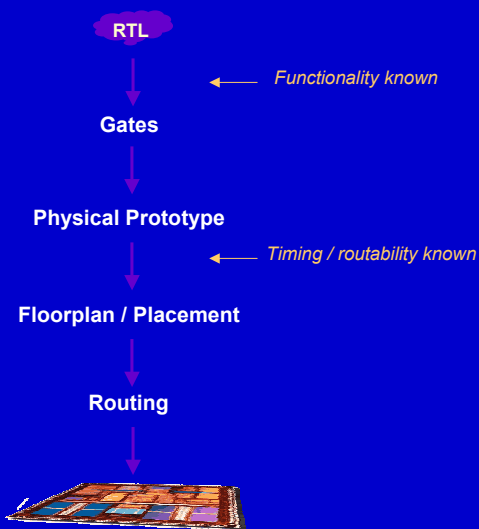 RTL
Functionality known
Gates
Physical Prototype
Timing / routability known
Floorplan / Placement
Routing